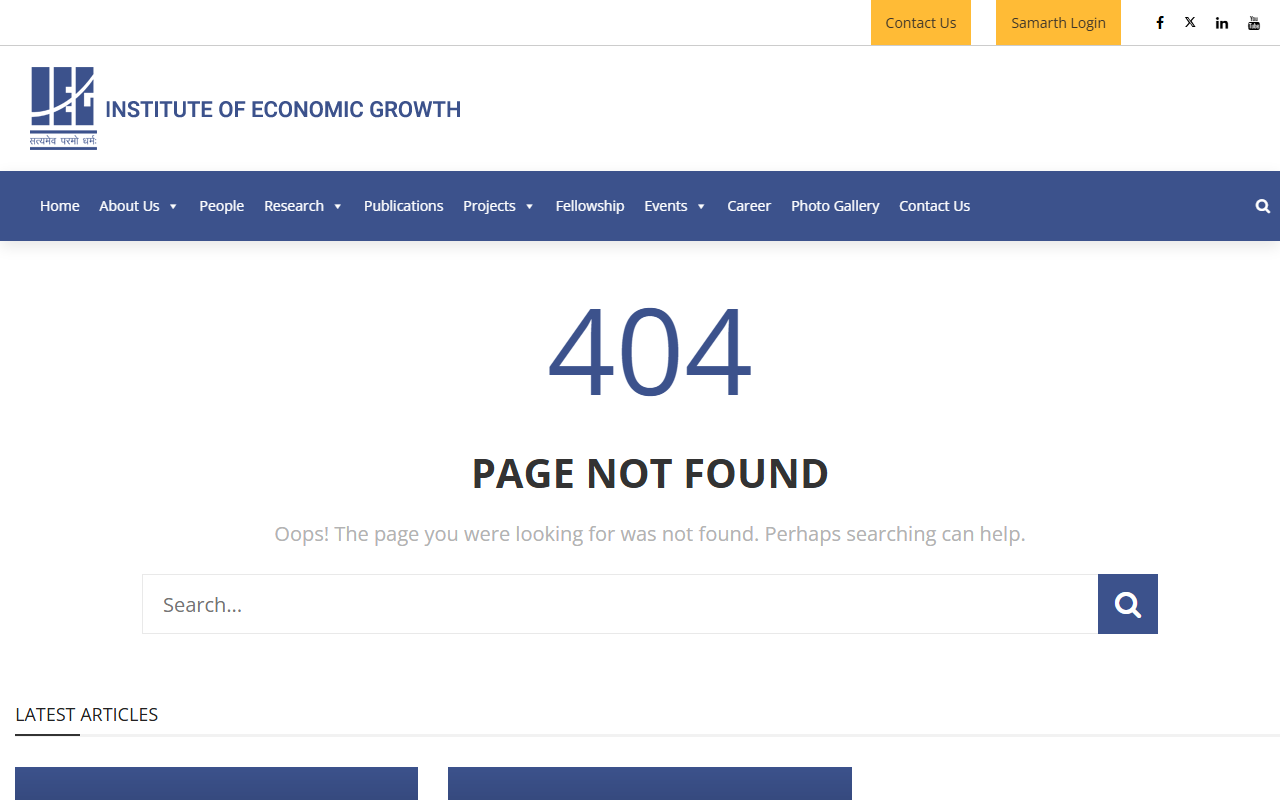 Contact Us
Samarth Login
INSTITUTE OF ECONOMIC GROWTH
सत्यमेव परमो धर्मः
Home About Us People Research Publications Projects Fellowship Events Career Photo Gallery Contact Us
404
PAGE NOT FOUND
Oops! The page you were looking for was not found. Perhaps searching can help.
Search...
LATEST ARTICLES